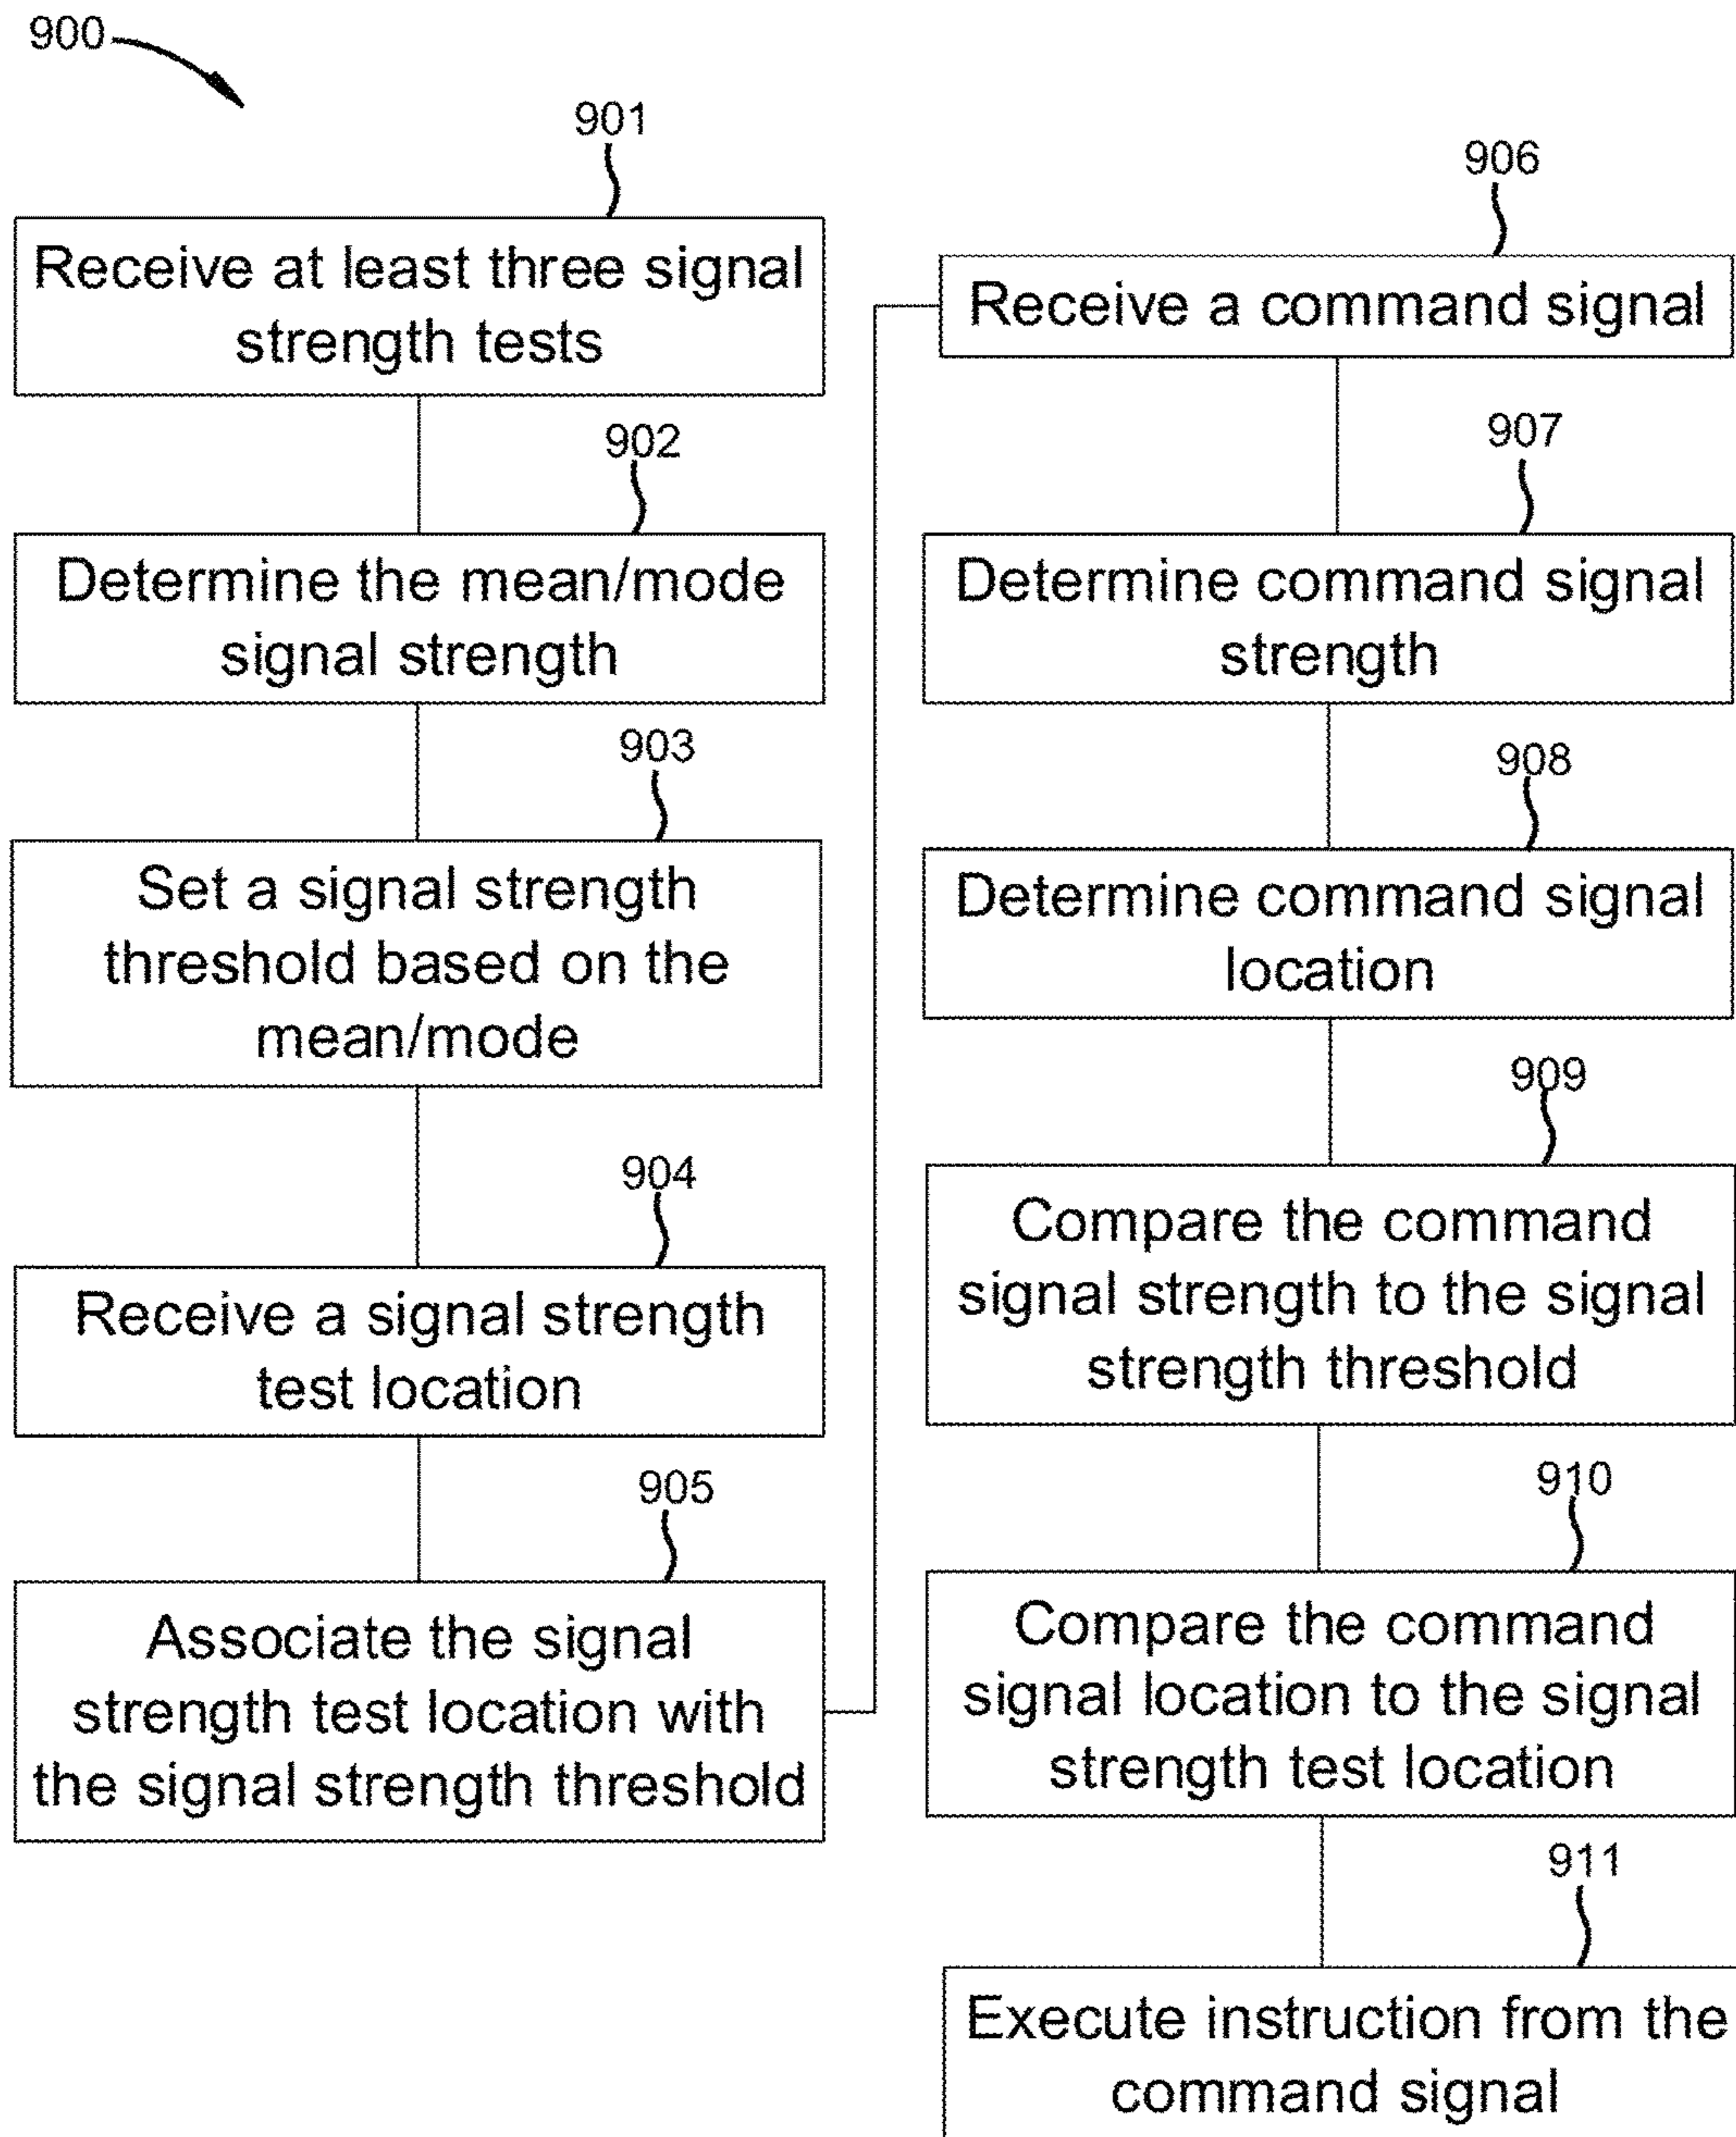 900
901
Receive at least three signal
strength tests
902
Determine the mean/mode
signal strength
903
Set a signal strength
threshold based on the
mean/mode
904
Receive a signal strength
test location
905
Associate the signal
strength test location with
the signal strength threshold
906
Receive a command signal
907
Determine command signal
strength
908
Determine command signal
location
909
Compare the command
signal strength to the signal
strength threshold
910
Compare the command
signal location to the signal
strength test location
911
Execute instruction from the
command signal